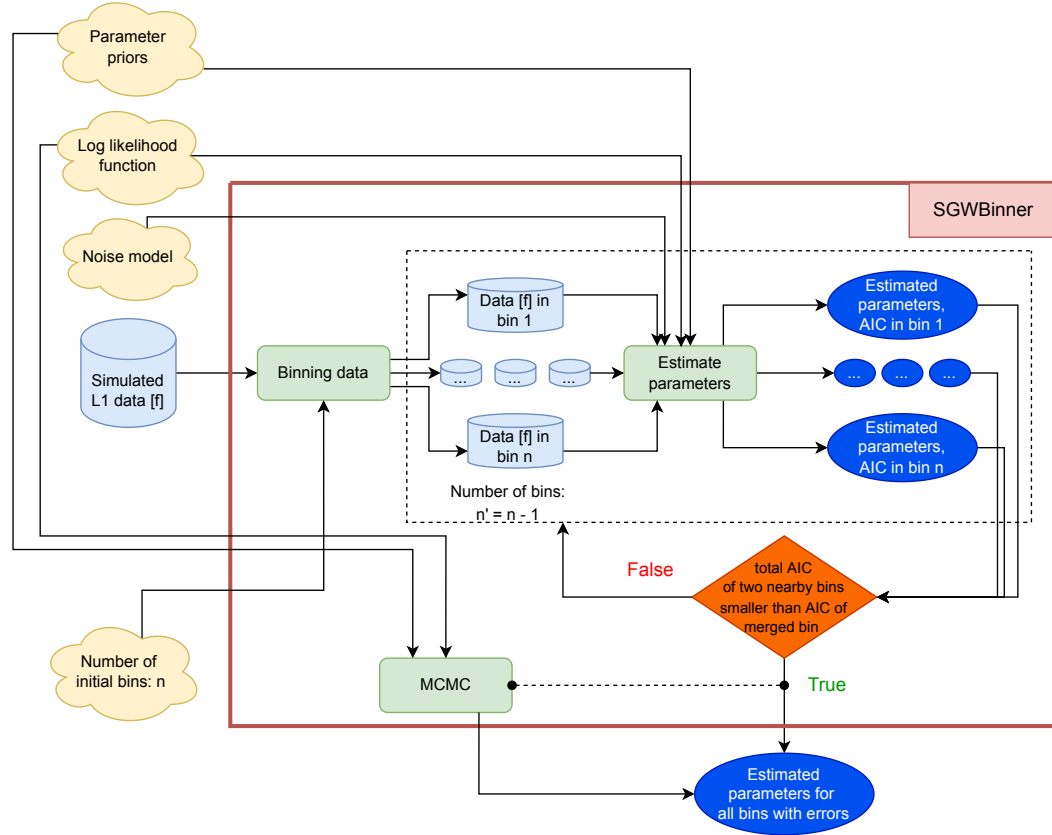 Parameter
priors
Log likelihood
function
SGWBinner
Noise model
Simulated
L1 data [f]
Binning data
Data [f] in
bin 1
...
...
...
Data [f] in
bin n
Number of bins:
n' = n - 1
Estimate
parameters
Estimated
parameters,
AIC in bin 1
...
...
...
Estimated
parameters,
AIC in bin n
False
total AIC
of two nearby bins
smaller than AIC of
merged bin
True
Number of
initial bins: n
MCMC
Estimated
parameters for
all bins with errors